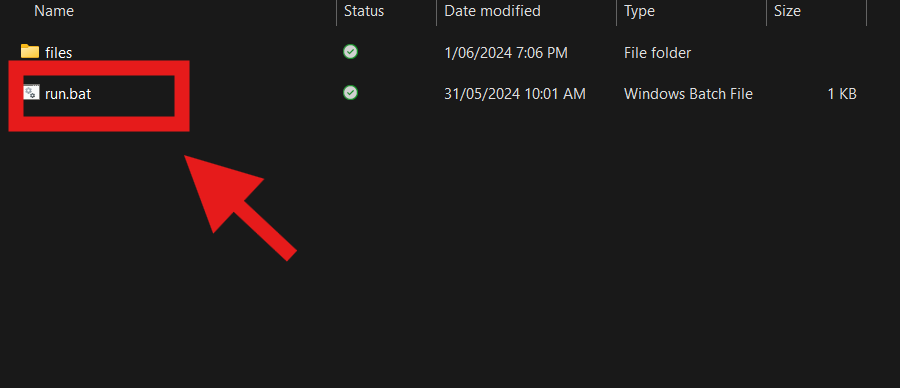 Name Status Date modified Type Size
files 1/06/2024 7:06 PM File folder
run.bat 31/05/2024 10:01 AM Windows Batch File 1 KB